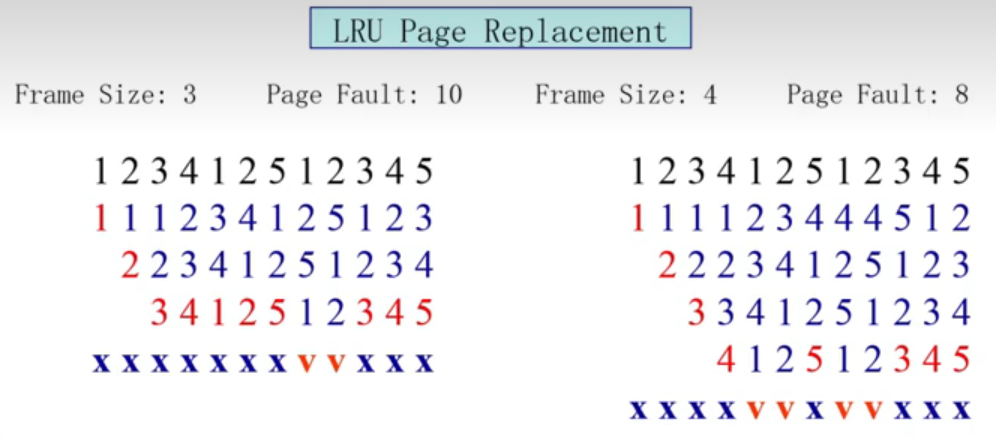 LRU Page Replacement
Frame Size: 3 Page Fault: 10
1 2 3 4 1 2 5 1 2 3 4 5
1 1 1 2 3 4 1 2 5 1 2 3
2 2 3 4 1 2 5 1 2 3 4
3 4 1 2 5 1 2 3 4 5
x x x x x x x v v x x x
Frame Size: 4 Page Fault: 8
1 2 3 4 1 2 5 1 2 3 4 5
1 1 1 1 2 3 4 4 4 5 1 2
2 2 2 3 4 1 2 5 1 2 3
3 3 4 1 2 5 1 2 3 4
4 1 2 5 1 2 3 4 5
x x x x v v x v v x x x